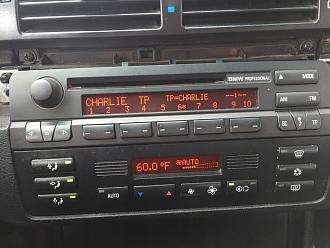 BMW PROFESSIONAL
MODE
CHARLIE TP TP=CHARLIE --:--
1 2 3 4 5 6* 7 8 9 10
AM FM
SC TP
60.0°F AUTO
AUTO